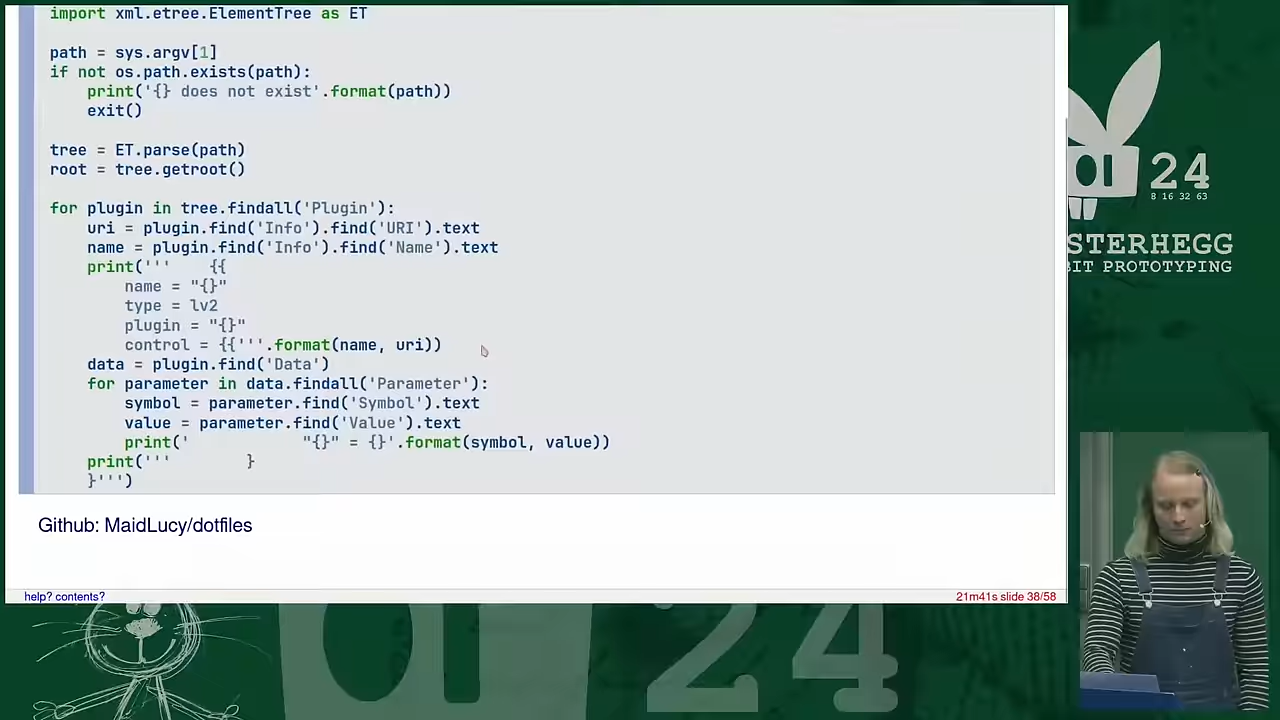 import xml.etree.ElementTree as ET
path = sys.argv[1]
if not os.path.exists(path):
    print('{} does not exist'.format(path))
    exit()
tree = ET.parse(path)
root = tree.getroot()
for plugin in tree.findall('Plugin'):
    uri = plugin.find('Info').find('URI').text
    name = plugin.find('Info').find('Name').text
    print('''    {{
        name = "{}"
        type = lv2
        plugin = "{}"
        control = {{'''.format(name, uri))
    data = plugin.find('Data')
    for parameter in data.findall('Parameter'):
        symbol = parameter.find('Symbol').text
        value = parameter.find('Value').text
        print('            "{}" = {}'.format(symbol, value))
    print('''        }
    }''')
Github: MaidLucy/dotfiles
help? contents?
21m41s slide 38/58
24
8 16 32 63
STERHEGG
BIT PROTOTYPING
24